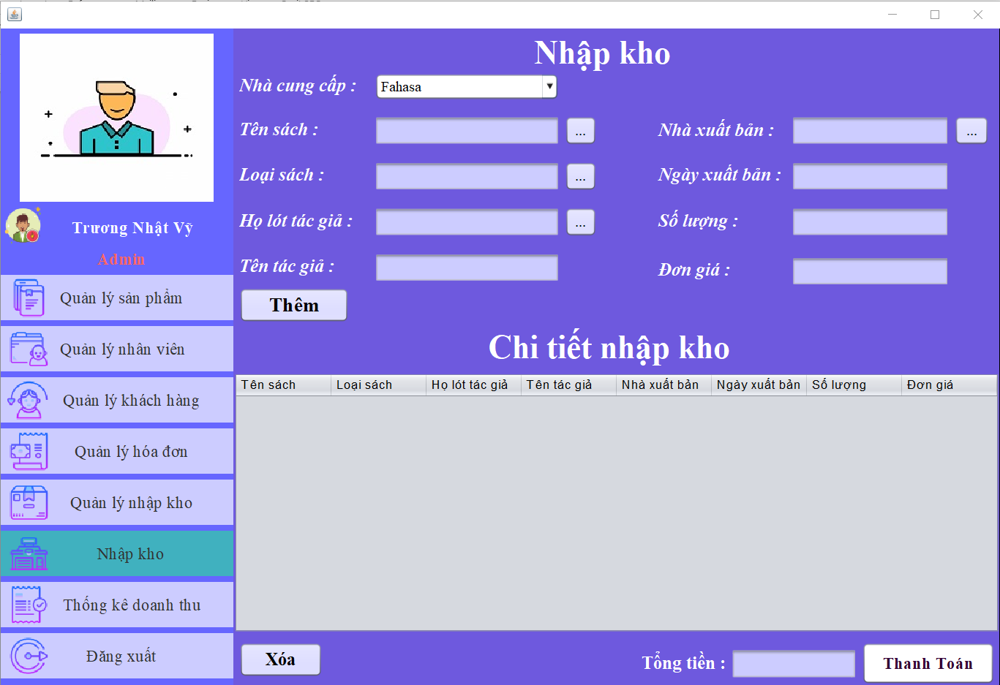 Nhập kho
Nhà cung cấp :
Fahasa
Tên sách :
...
Nhà xuất bản :
...
Loại sách :
...
Ngày xuất bản :
Họ lót tác giả :
...
Số lượng :
Tên tác giả :
Đơn giá :
Thêm
Chi tiết nhập kho
Tên sách Loại sách Họ lót tác giả Tên tác giả Nhà xuất bản Ngày xuất bản Số lượng Đơn giá
Xóa
Tổng tiền :
Thanh Toán
Trương Nhật Vỹ
Admin
Quản lý sản phẩm
Quản lý nhân viên
Quản lý khách hàng
Quản lý hóa đơn
Quản lý nhập kho
Nhập kho
Thống kê doanh thu
Đăng xuất